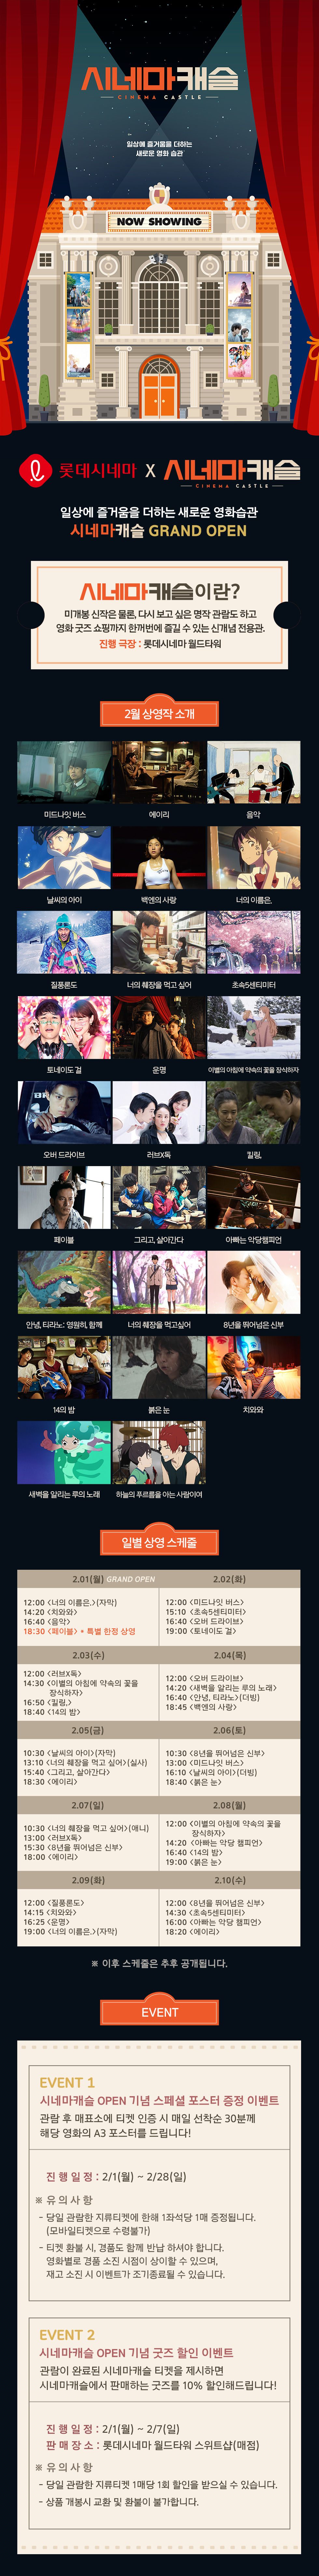 시네마캐슬
CINEMA CASTLE
일상에 즐거움을 더하는
새로운 영화 습관
NOW SHOWING
롯데시네마 X 시네마캐슬
CINEMA CASTLE
일상에 즐거움을 더하는 새로운 영화습관
시네마캐슬 GRAND OPEN
시네마캐슬이란?
미개봉 신작은 물론, 다시 보고 싶은 명작 관람도 하고
영화 굿즈 쇼핑까지 한꺼번에 즐길 수 있는 신개념 전용관.
진행 극장 : 롯데시네마 월드타워
2월 상영작 소개
미드나잇 버스 에이리 음악
날씨의 아이 백엔의 사랑 너의 이름은.
질풍론도 너의 췌장을 먹고 싶어 초속5센티미터
토네이도 걸 운명 이별의 아침에 약속의 꽃을 장식하자
오버 드라이브 러브X독 킬링,
페이블 그리고, 살아간다 아빠는 악당챔피언
안녕, 티라노: 영원히, 함께 너의 췌장을 먹고싶어 8년을 뛰어넘은 신부
14의 밤 붉은 눈 치와와
새벽을 알리는 루의 노래 하늘의 푸르름을 아는 사람이여
일별 상영 스케줄
2.01(월) GRAND OPEN
12:00 <너의 이름은.>(자막)
14:20 <치와와>
16:40 <음악>
18:30 <페이블> * 특별 한정 상영
2.02(화)
12:00 <미드나잇 버스>
15:10 <초속5센티미터>
16:40 <오버 드라이브>
19:00 <토네이도 걸>
2.03(수)
12:00 <러브X독>
14:30 <이별의 아침에 약속의 꽃을
장식하자>
16:50 <킬링,>
18:40 <14의 밤>
2.04(목)
12:00 <오버 드라이브>
14:20 <새벽을 알리는 루의 노래>
16:40 <안녕, 티라노>(더빙)
18:45 <백엔의 사랑>
2.05(금)
10:30 <날씨의 아이>(자막)
13:10 <너의 췌장을 먹고 싶어>(실사)
15:40 <그리고, 살아간다>
18:30 <에이리>
2.06(토)
10:30 <8년을 뛰어넘은 신부>
13:00 <미드나잇 버스>
16:10 <날씨의 아이>(더빙)
18:40 <붉은 눈>
2.07(일)
10:30 <너의 췌장을 먹고 싶어>(애니)
13:00 <러브X독>
15:30 <8년을 뛰어넘은 신부>
18:00 <에이리>
2.08(월)
12:00 <이별의 아침에 약속의 꽃을
장식하자>
14:20 <아빠는 악당 챔피언>
16:40 <14의 밤>
19:00 <붉은 눈>
2.09(화)
12:00 <질풍론도>
14:15 <치와와>
16:25 <운명>
19:00 <너의 이름은.>(자막)
2.10(수)
12:00 <8년을 뛰어넘은 신부>
14:30 <초속5센티미터>
16:00 <아빠는 악당 챔피언>
18:20 <에이리>
※ 이후 스케줄은 추후 공개됩니다.
EVENT
EVENT 1
시네마캐슬 OPEN 기념 스페셜 포스터 증정 이벤트
관람 후 매표소에 티켓 인증 시 매일 선착순 30분께
해당 영화의 A3 포스터를 드립니다!
진 행 일 정 : 2/1(월) ~ 2/28(일)
※ 유 의 사 항
- 당일 관람한 지류티켓에 한해 1좌석당 1매 증정됩니다.
(모바일티켓으로 수령불가)
- 티켓 환불 시, 경품도 함께 반납 하셔야 합니다.
영화별로 경품 소진 시점이 상이할 수 있으며,
재고 소진 시 이벤트가 조기종료될 수 있습니다.
EVENT 2
시네마캐슬 OPEN 기념 굿즈 할인 이벤트
관람이 완료된 시네마캐슬 티켓을 제시하면
시네마캐슬에서 판매하는 굿즈를 10% 할인해드립니다!
진 행 일 정 : 2/1(월) ~ 2/7(일)
판 매 장 소 : 롯데시네마 월드타워 스위트샵(매점)
※ 유 의 사 항
- 당일 관람한 지류티켓 1매당 1회 할인을 받으실 수 있습니다.
- 상품 개봉시 교환 및 환불이 불가합니다.